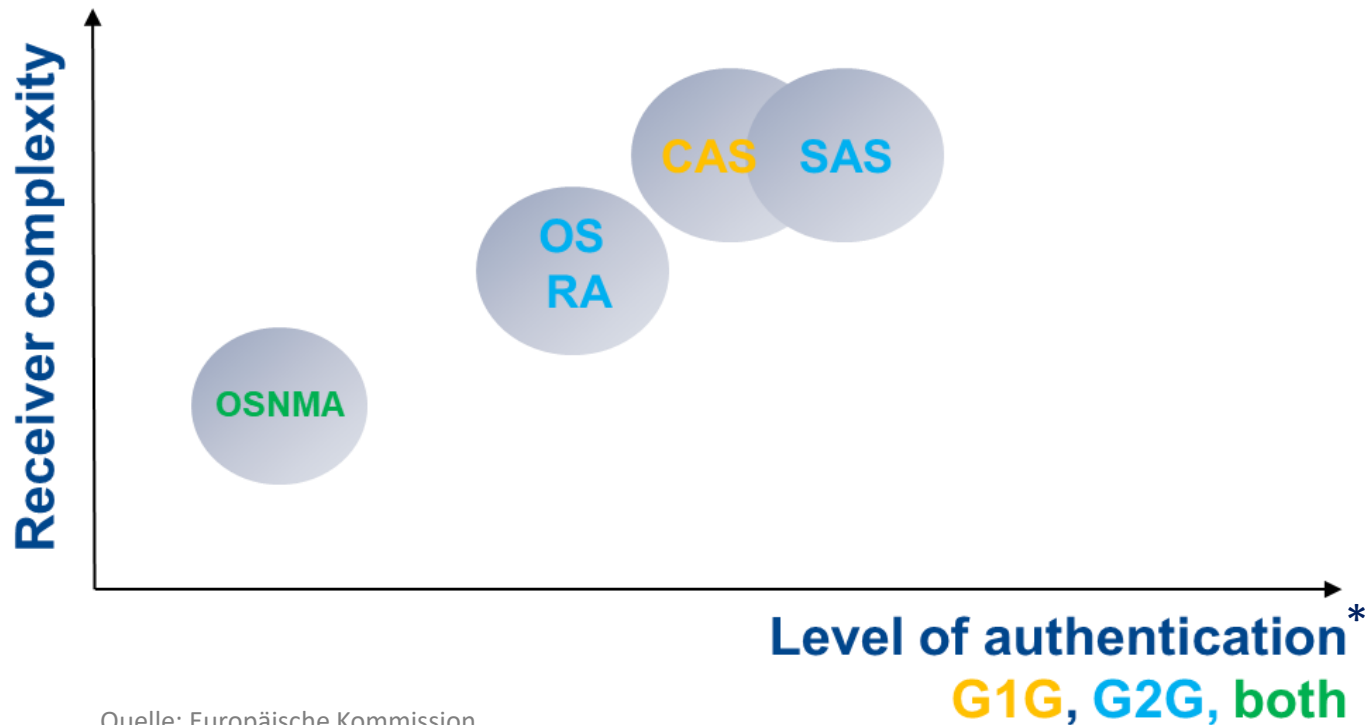 Receiver complexity
CAS SAS
OS
RA
OSNMA
Level of authentication*
G1G, G2G, both
Quelle: Europäische Kommission